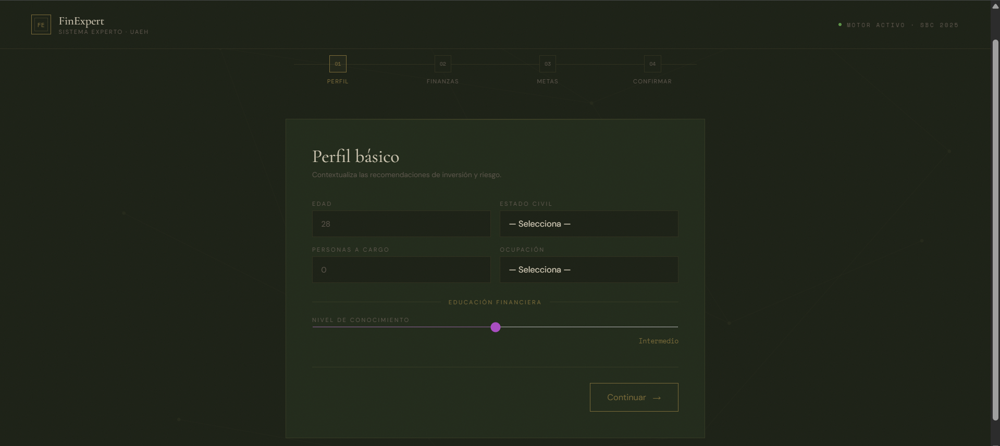 FE
FinExpert
SISTEMA EXPERTO · UAEH
MOTOR ACTIVO · SBC 2025
01
02
03
04
PERFIL
FINANZAS
METAS
CONFIRMAR
Perfil básico
Contextualiza las recomendaciones de inversión y riesgo.
EDAD
ESTADO CIVIL
28
— Selecciona —
PERSONAS A CARGO
OCUPACIÓN
0
— Selecciona —
EDUCACIÓN FINANCIERA
NIVEL DE CONOCIMIENTO
Intermedio
Continuar →